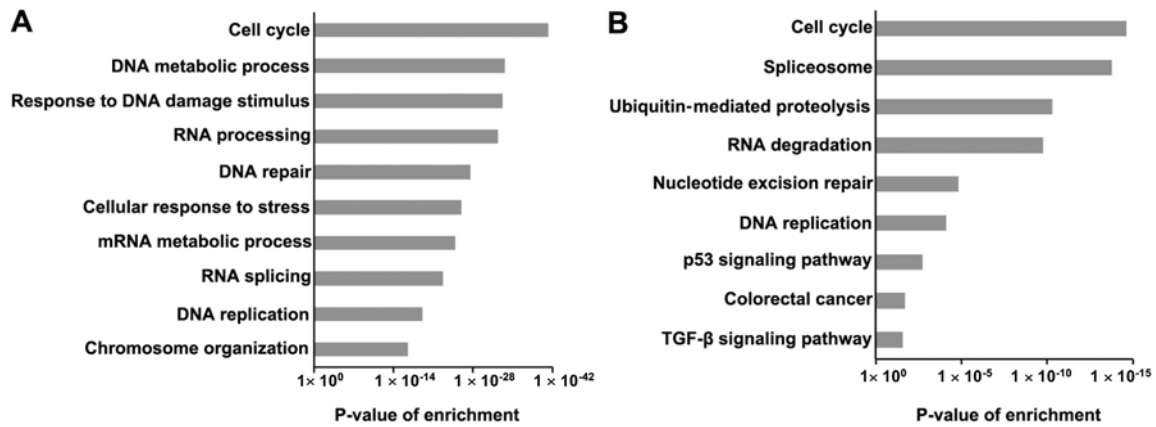 A
Cell cycle
DNA metabolic process
Response to DNA damage stimulus
RNA processing
DNA repair
Cellular response to stress
mRNA metabolic process
RNA splicing
DNA replication
Chromosome organization
1× 10⁰
1× 10⁻¹⁴
1× 10⁻²⁸
1× 10⁻⁴²
P-value of enrichment
B
Cell cycle
Spliceosome
Ubiquitin-mediated proteolysis
RNA degradation
Nucleotide excision repair
DNA replication
p53 signaling pathway
Colorectal cancer
TGF-β signaling pathway
1× 10⁰
1× 10⁻⁵
1× 10⁻¹⁰
1× 10⁻¹⁵
P-value of enrichment